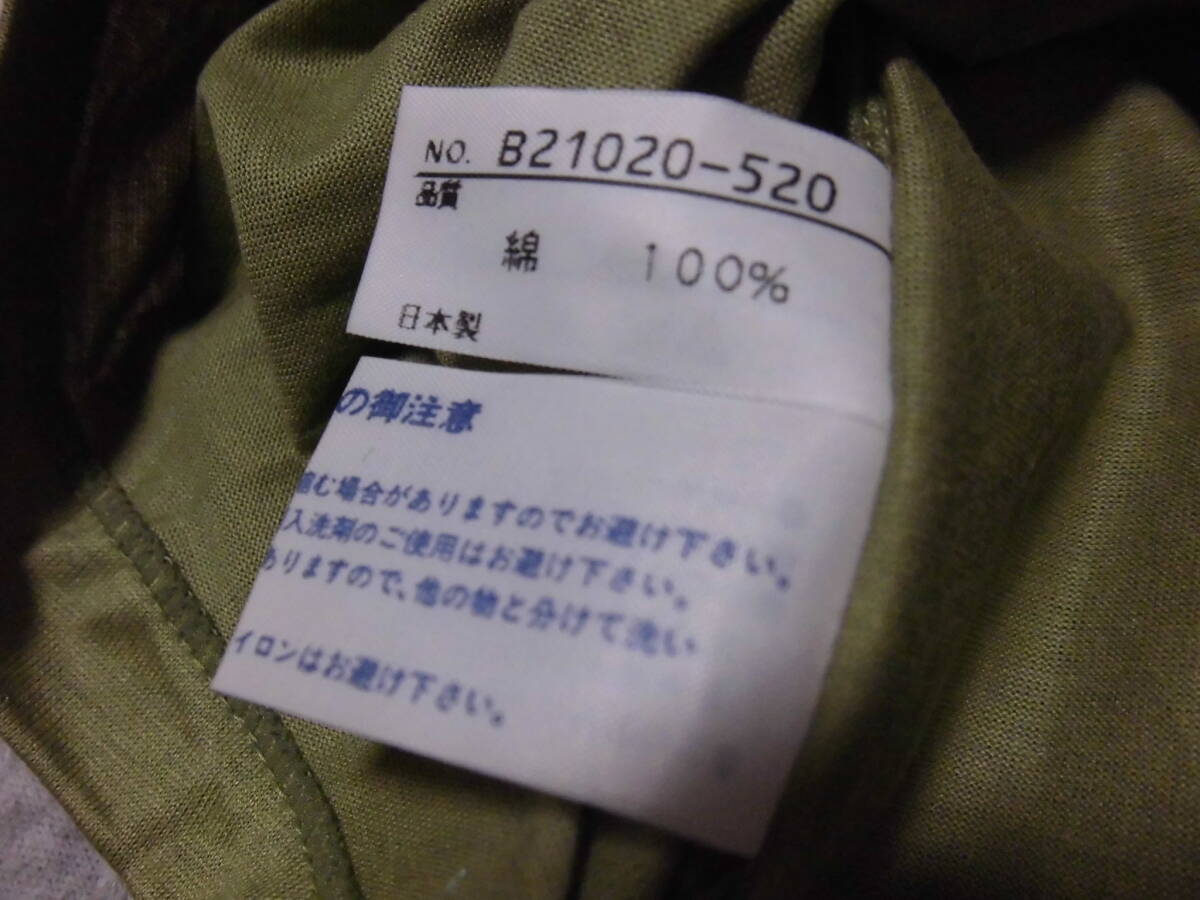 NO. B21020-520
品質
綿 100%
日本製
の御注意
縮む場合がありますのでお避け下さい。
入洗剤のご使用はお避け下さい。
ありますので、他の物と分けて洗い
イロンはお避け下さい。